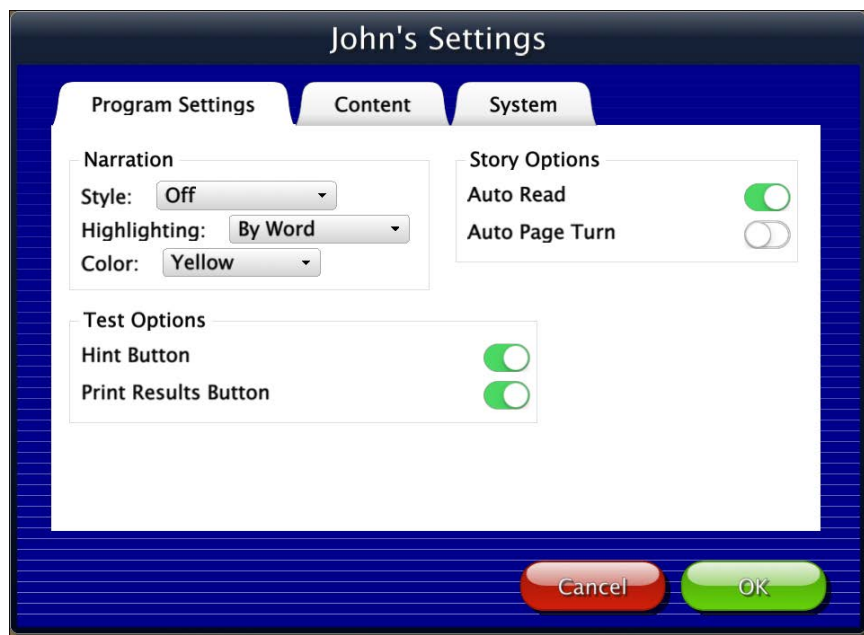 John's Settings
Program Settings Content System
Narration
Style: Off
Highlighting: By Word
Color: Yellow
Story Options
Auto Read
Auto Page Turn
Test Options
Hint Button
Print Results Button
Cancel OK